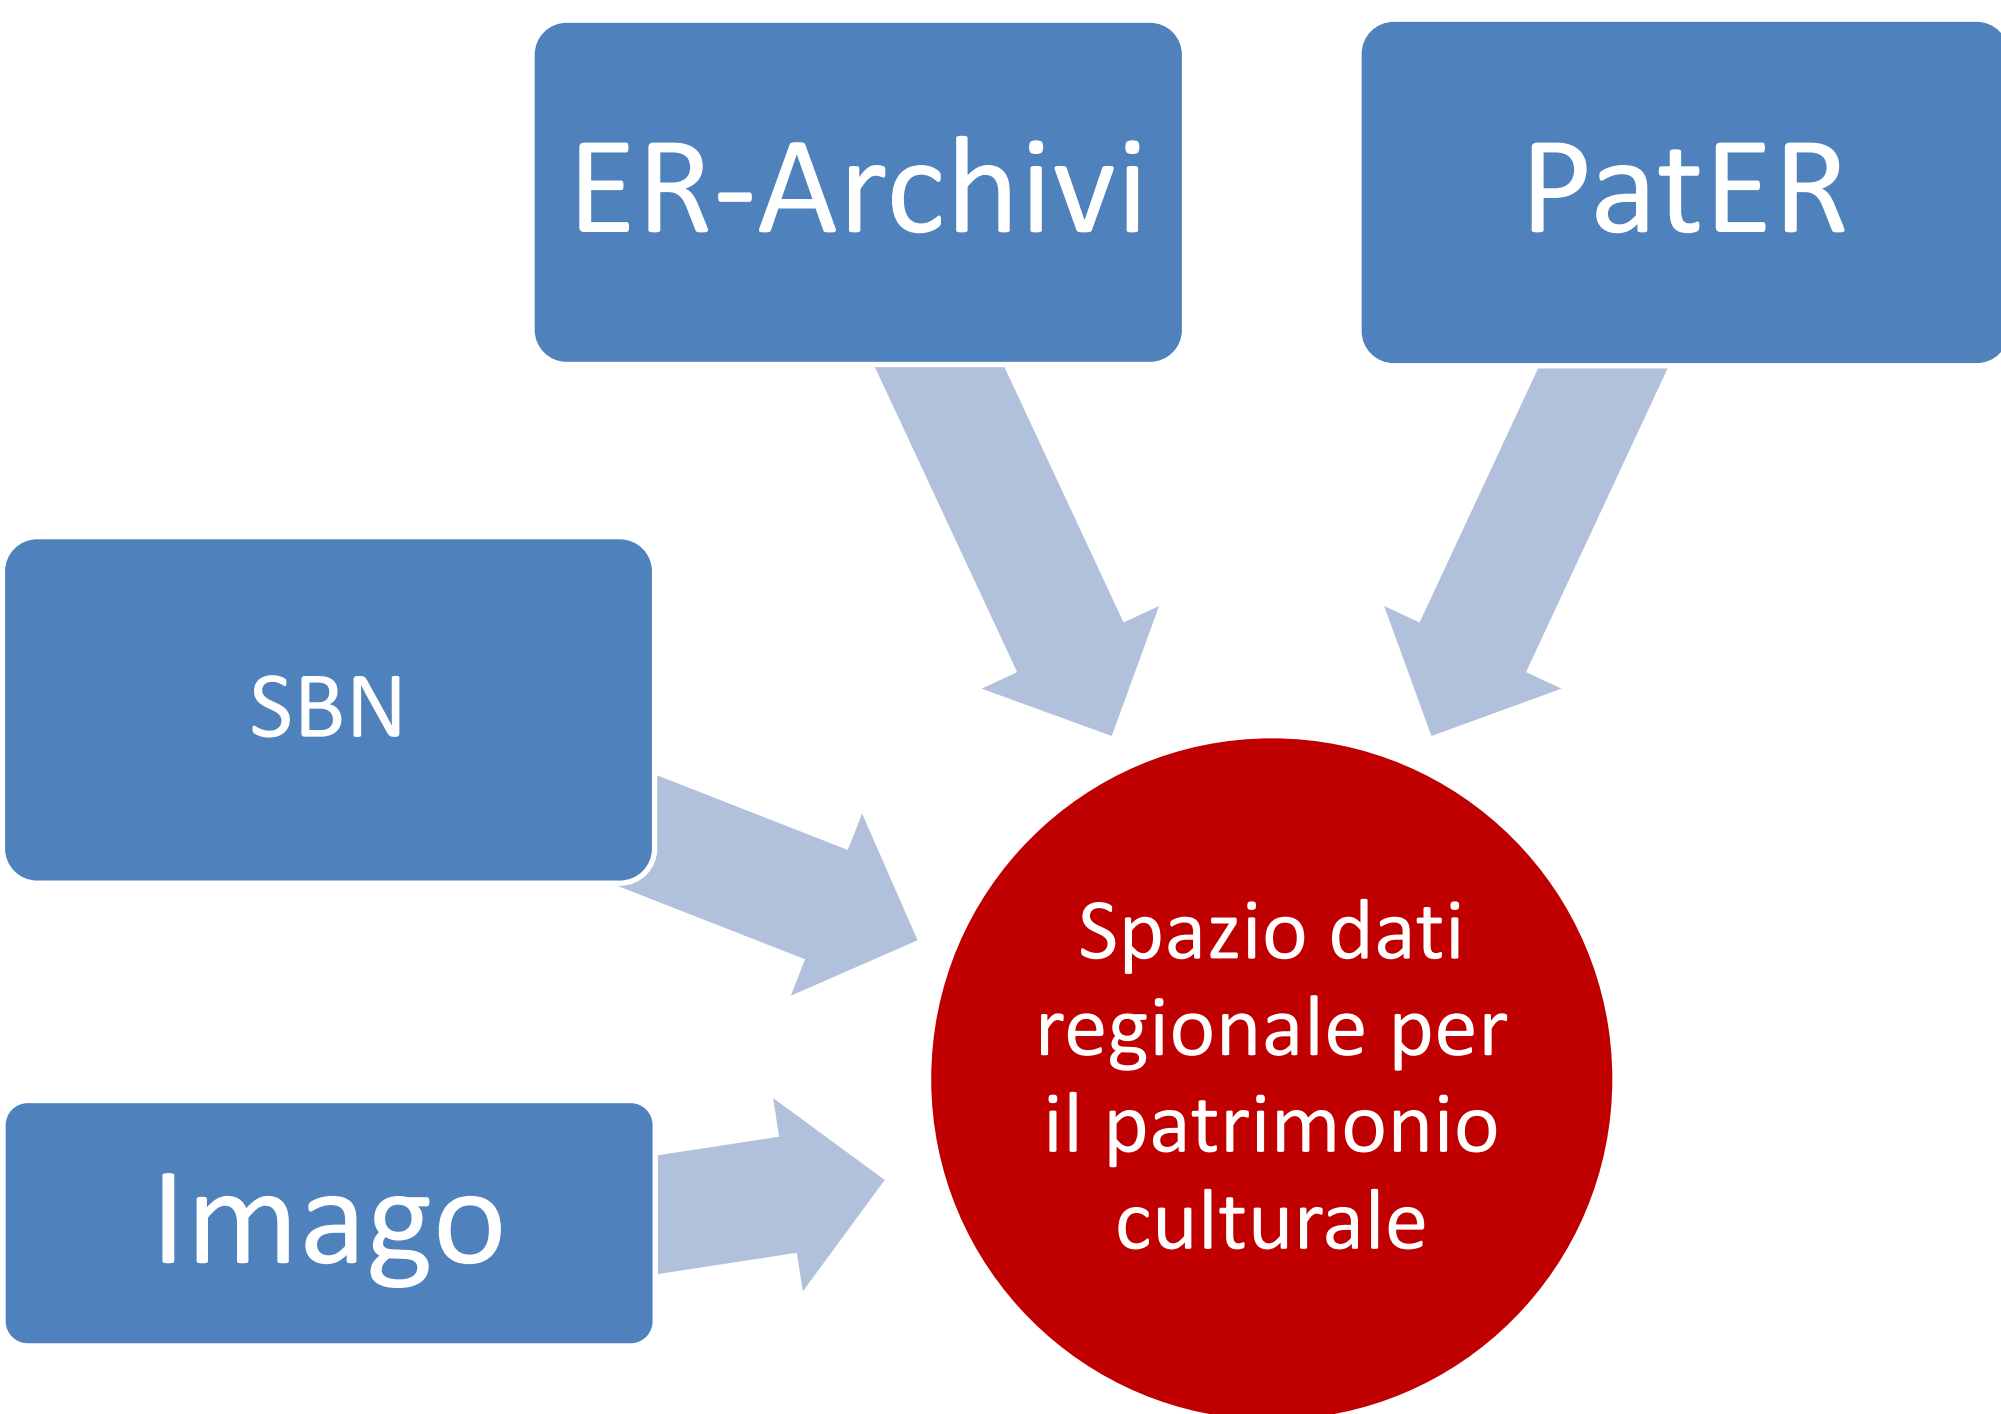 ER-Archivi
PatER
SBN
Imago
Spazio dati
regionale per
il patrimonio
culturale